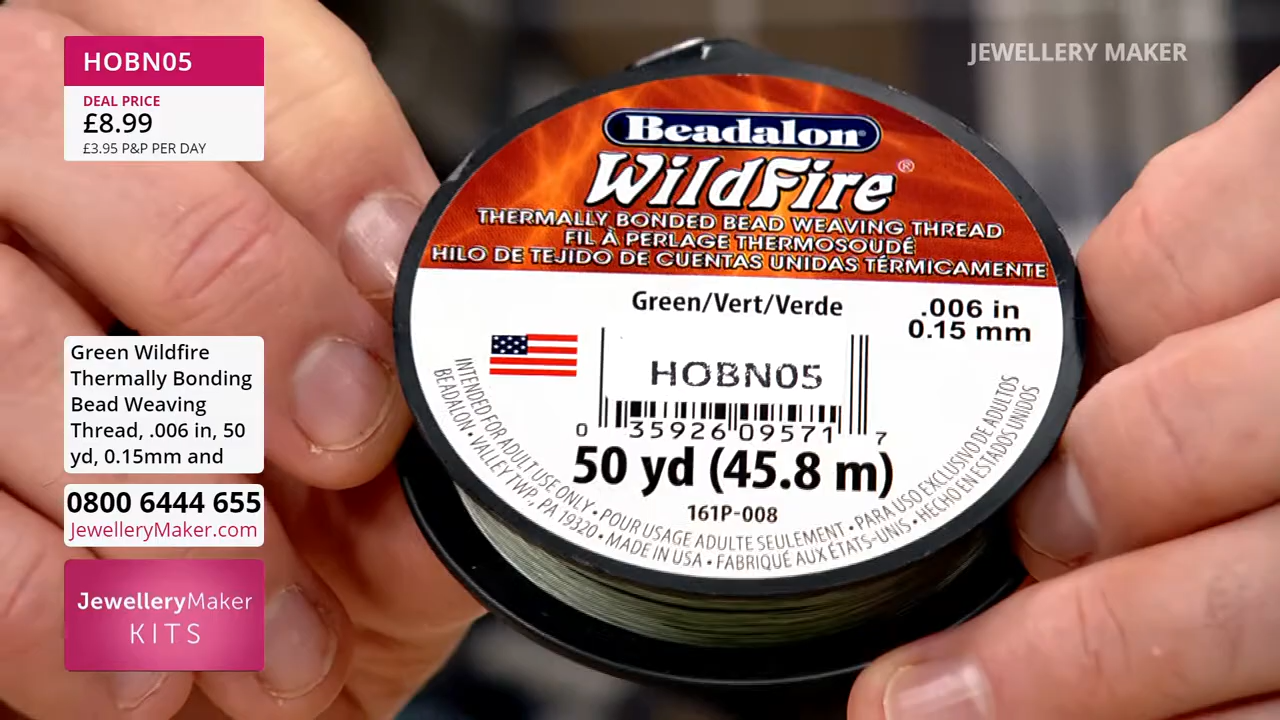 HOBN05
DEAL PRICE
£8.99
£3.95 P&P PER DAY
JEWELLERY MAKER
Beadalon
WildFire®
THERMALLY BONDED BEAD WEAVING THREAD
FIL À PERLAGE THERMOSOUDÉ
HILO DE TEJIDO DE CUENTAS UNIDAS TÉRMICAMENTE
Green/Vert/Verde
.006 in
0.15 mm
HOBN05
0 35926 09571 7
50 yd (45.8 m)
161P-008
INTENDED FOR ADULT USE ONLY • POUR USAGE ADULTE SEULEMENT • PARA USO EXCLUSIVO DE ADULTOS
BEADALON • VALLEY TWP., PA 19320 • MADE IN USA • FABRIQUÉ AUX ÉTATS-UNIS • HECHO EN ESTADOS UNIDOS
Green Wildfire
Thermally Bonding
Bead Weaving
Thread, .006 in, 50
yd, 0.15mm and
0800 6444 655
JewelleryMaker.com
JewelleryMaker
KITS